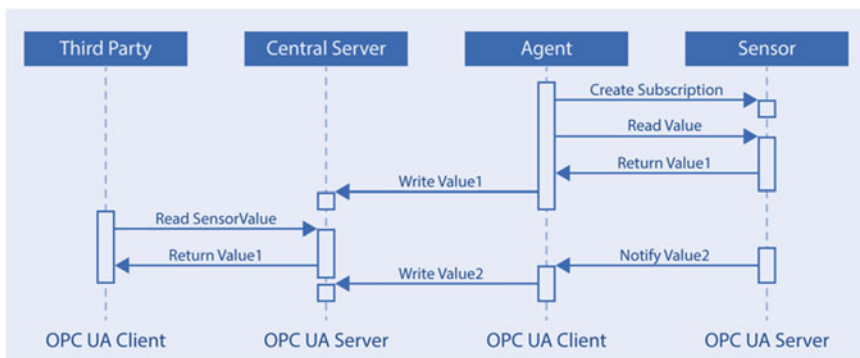 Third Party
Central Server
Agent
Sensor
Create Subscription
Read Value
Return Value1
Write Value1
Read SensorValue
Return Value1
Notify Value2
Write Value2
OPC UA Client
OPC UA Server
OPC UA Client
OPC UA Server